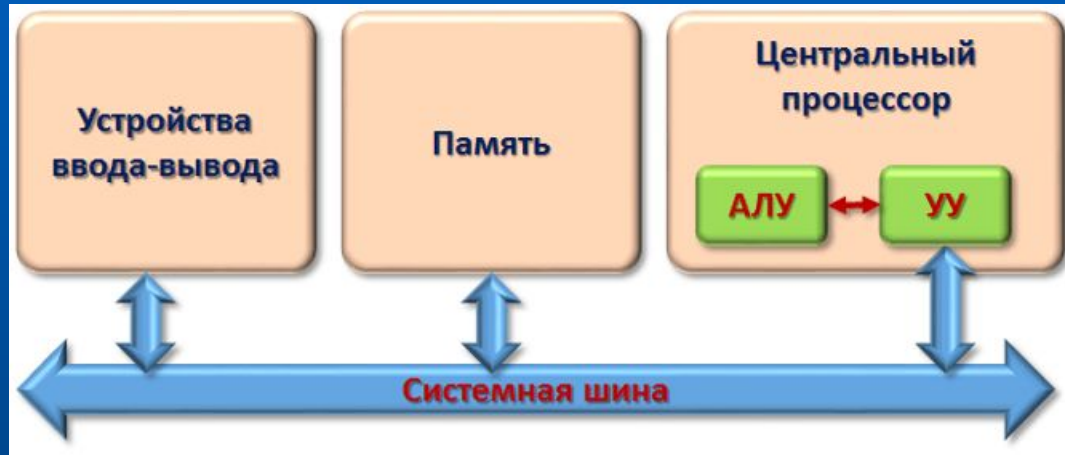 Устройства
ввода-вывода
Память
Центральный
процессор
АЛУ
УУ
Системная шина